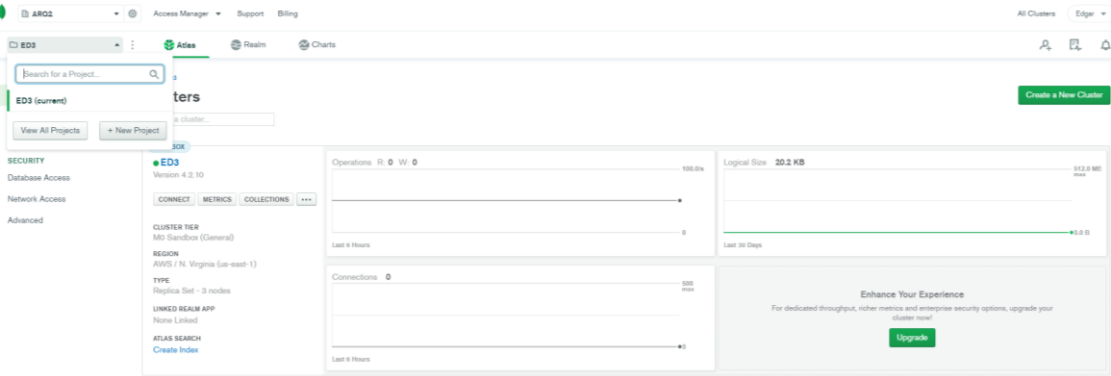 ARQ2 Access Manager Support Billing All Clusters Edgar
ED3 Atlas Realm Charts
Search for a Project...
ED3 (current)
View All Projects + New Project
ters
Create a New Cluster
a cluster...
BOX
SECURITY
Database Access
Network Access
Advanced
ED3
Version 4.2.10
CONNECT METRICS COLLECTIONS ...
CLUSTER TIER
M0 Sandbox (General)
REGION
AWS / N. Virginia (us-east-1)
TYPE
Replica Set - 3 nodes
LINKED REALM APP
None Linked
ATLAS SEARCH
Create Index
Operations R: 0 W: 0
100.0/s
0
Last 6 Hours
Logical Size 20.2 KB
512.0 MB
max
0.0 B
Last 30 Days
Connections 0
500
max
0
Last 6 Hours
Enhance Your Experience
For dedicated throughput, richer metrics and enterprise security options, upgrade your
cluster now!
Upgrade